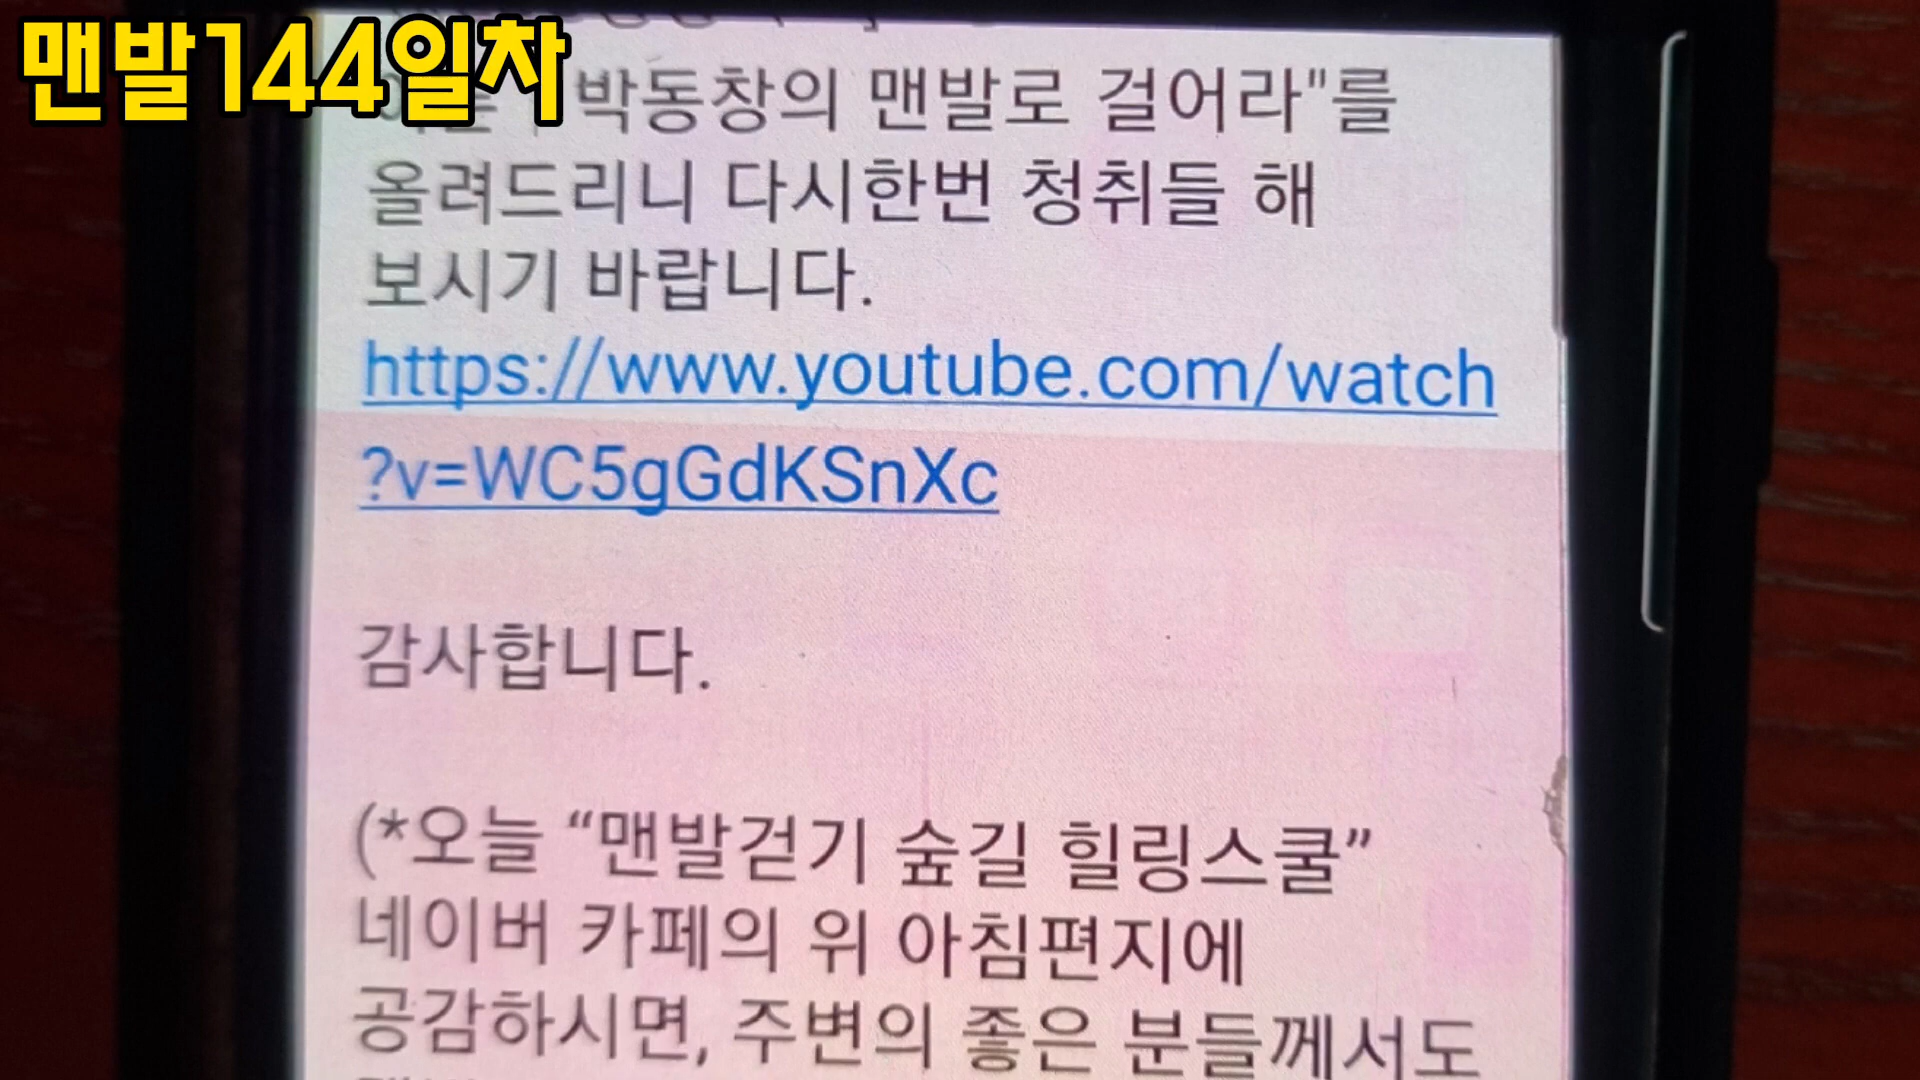 맨발144일차
박동창의 맨발로 걸어라"를
올려드리니 다시한번 청취들 해
보시기 바랍니다.
https://www.youtube.com/watch
?v=WC5gGdKSnXc
감사합니다.
(*오늘 “맨발걷기 숲길 힐링스쿨”
네이버 카페의 위 아침편지에
공감하시면, 주변의 좋은 분들께서도